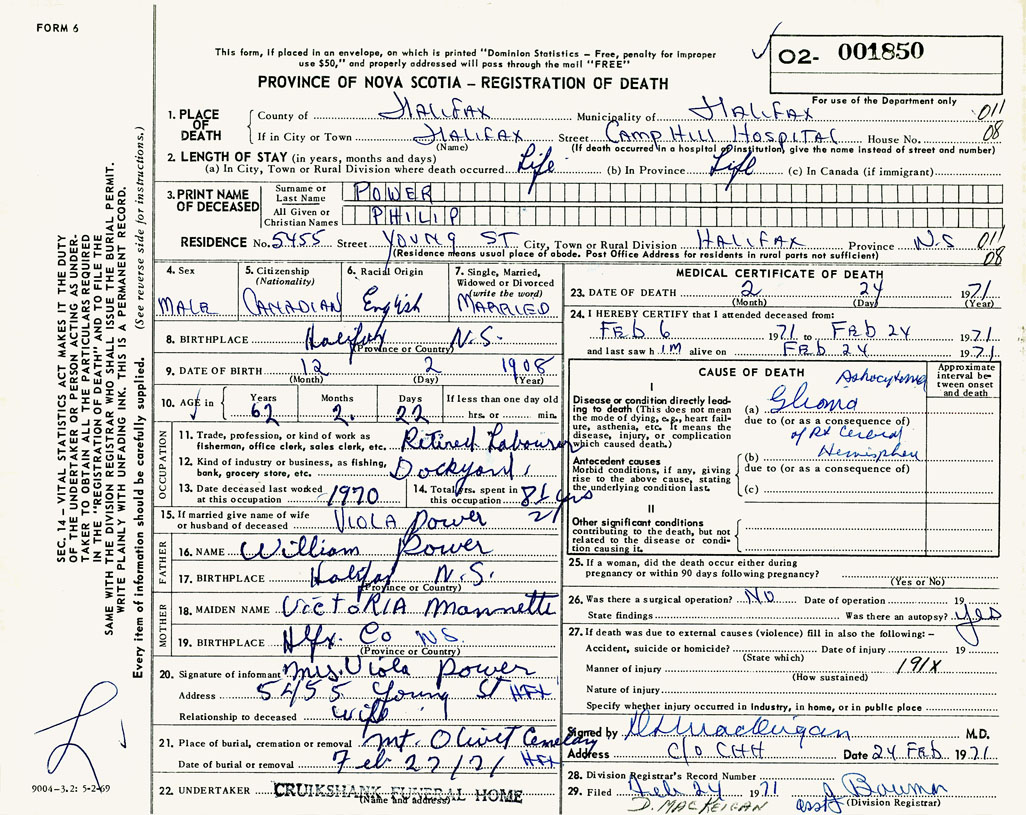 FORM 6
This form, if placed in an envelope, on which is printed "Dominion Statistics – Free, penalty for improper
use $50," and properly addressed will pass through the mail "FREE"
PROVINCE OF NOVA SCOTIA – REGISTRATION OF DEATH
O2- 001850
For use of the Department only
1. PLACE OF DEATH
County of HALIFAX Municipality of HALIFAX 011
If in City or Town HALIFAX Street CAMP HILL HOSPITAL House No. 08
(Name) (If death occurred in a hospital or institution, give the name instead of street and number)
2. LENGTH OF STAY (in years, months and days)
(a) In City, Town or Rural Division where death occurred Life (b) In Province Life (c) In Canada (if immigrant)
3. PRINT NAME OF DECEASED
Surname or Last Name POWER
All Given or Christian Names PHILIP
RESIDENCE No. 5455 Street YOUNG ST City, Town or Rural Division HALIFAX Province N.S 011
(Residence means usual place of abode. Post Office Address for residents in rural parts not sufficient) 08
4. Sex
MALE
5. Citizenship
(Nationality)
CANADIAN
6. Racial Origin
English
7. Single, Married,
Widowed or Divorced
(write the word)
MARRIED
8. BIRTHPLACE Halifax N.S.
(Province or Country)
9. DATE OF BIRTH 12 2 1908
(Month) (Day) (Year)
10. AGE in
Years Months Days If less than one day old
62 2. 22 hrs. or min.
OCCUPATION
11. Trade, profession, or kind of work as
fisherman, office clerk, sales clerk, etc. Retired Labourer
12. Kind of industry or business, as fishing,
bank, grocery store, etc. Dockyard
13. Date deceased last worked
at this occupation 1970
14. Total yrs. spent in
this occupation yrs
15. If married give name of wife
or husband of deceased VIOLA Power
FATHER
16. NAME William Power
17. BIRTHPLACE Halifax N.S.
(Province or Country)
MOTHER
18. MAIDEN NAME VICTORIA Mannette
19. BIRTHPLACE Hfx. Co N.S.
(Province or Country)
20. Signature of informant Mrs. Viola Power
Address 5455 Young St HFX
Relationship to deceased wife
21. Place of burial, cremation or removal Mt. Olivet Cemetary
Date of burial or removal Feb 27/71 HFX
22. UNDERTAKER CRUIKSHANK FUNERAL HOME
(Name and address)
MEDICAL CERTIFICATE OF DEATH
23. DATE OF DEATH 2 24 1971
(Month) (Day) (Year)
24. I HEREBY CERTIFY that I attended deceased from:
FEB 6 1971 to FEB 24 1971
and last saw him alive on FEB 24 1971
CAUSE OF DEATH
Approximate
interval be-
tween onset
and death
I
Disease or condition directly lead-
ing to death (This does not mean
the mode of dying, e.g., heart fail-
ure, asthenia, etc. It means the
disease, injury, or complication
which caused death.)
Astrocytoma
(a) Glioma
due to (or as a consequence of)
of Rt Cerebral
Hemisphere
Antecedent causes
Morbid conditions, if any, giving
rise to the above cause, stating
the underlying condition last.
(b)
due to (or as a consequence of)
(c)
II
Other significant conditions
contributing to the death, but not
related to the disease or condi-
tion causing it.
25. If a woman, did the death occur either during
pregnancy or within 90 days following pregnancy?
(Yes or No)
26. Was there a surgical operation? NO Date of operation 19
State findings Was there an autopsy? yes
27. If death was due to external causes (violence) fill in also the following: –
Accident, suicide or homicide? Date of injury 19
(State which)
Manner of injury 191X
(How sustained)
Nature of injury
Specify whether injury occurred in industry, in home, or in public place
Signed by D MacKeigan M.D.
Address C/O CHH Date 24 FEB 1971
28. Division Registrar's Record Number
29. Filed Feb 24 1971
(Division Registrar)
D. MACKEIGAN asst
SEC. 14 – VITAL STATISTICS ACT MAKES IT THE DUTY
OF THE UNDERTAKER OR PERSON ACTING AS UNDER-
TAKER TO OBTAIN ALL THE PARTICULARS REQUIRED
IN THE "REGISTRATION OF DEATH" AND TO FILE THE
SAME WITH THE DIVISION REGISTRAR WHO SHALL ISSUE THE BURIAL PERMIT.
WRITE PLAINLY WITH UNFADING INK. THIS IS A PERMANENT RECORD.
Every item of information should be carefully supplied. (See reverse side for instructions.)
9004-3.2: 5-2-69